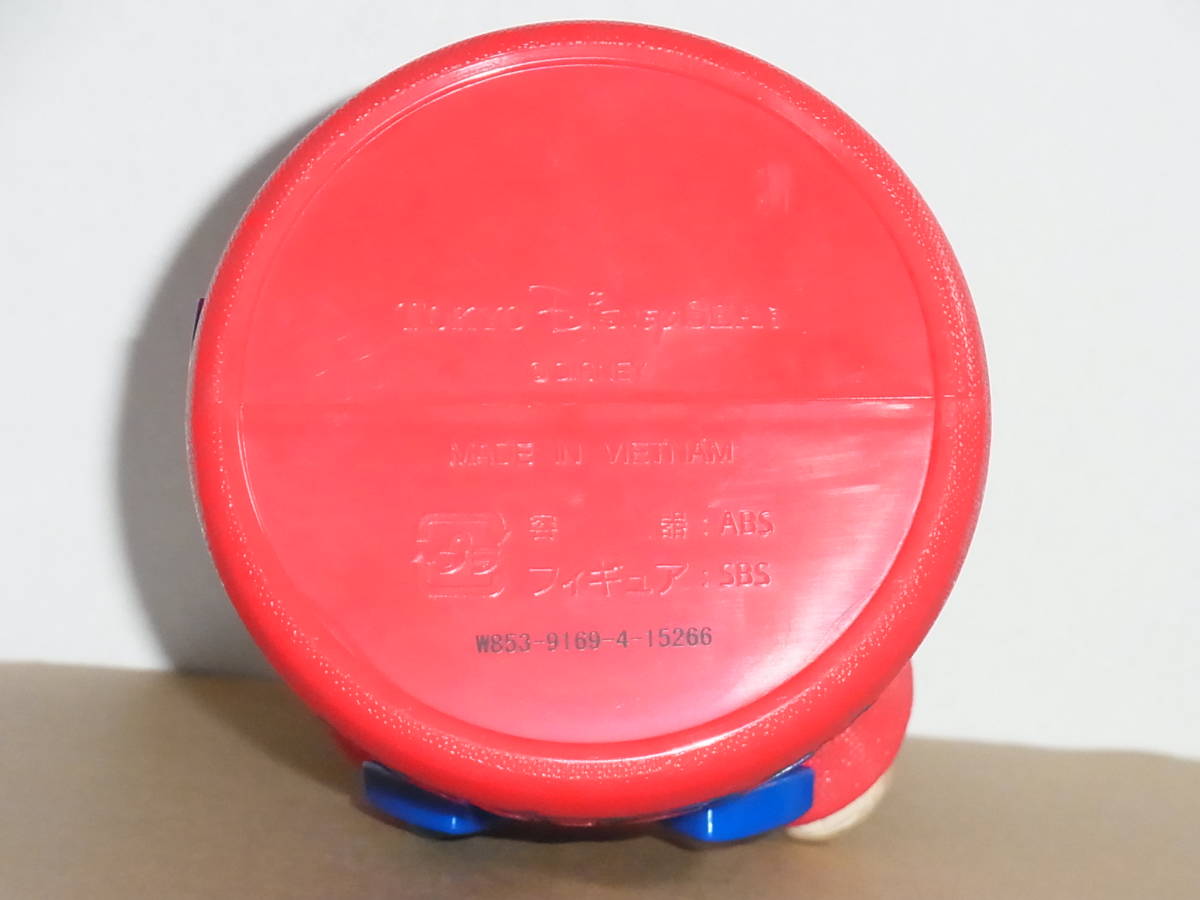 TOKYO DISNEYSEA
© DISNEY
MADE IN VIETNAM
プラ
容器:ABS
フィギュア:SBS
W853-9169-4-15266